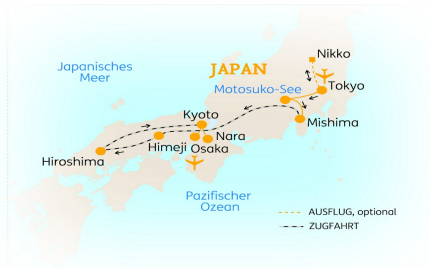 Nikko
Japanisches
Meer
JAPAN
Tokyo
Motosuko-See
Kyoto
Mishima
Nara
Himeji
Osaka
Hiroshima
Pazifischer
Ozean
AUSFLUG, optional
ZUGFAHRT